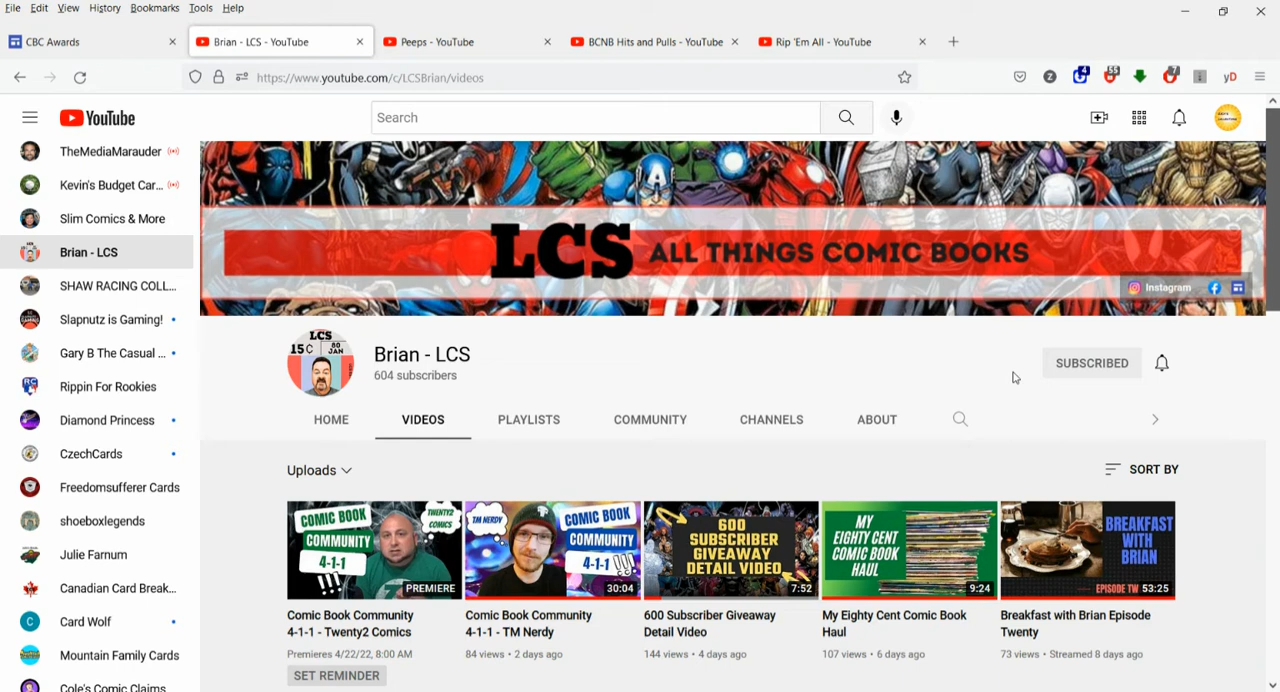 File Edit View History Bookmarks Tools Help
CBC Awards
Brian - LCS - YouTube
Peeps - YouTube
BCNB Hits and Pulls - YouTube
Rip 'Em All - YouTube
https://www.youtube.com/c/LCSBrian/videos
4
Z
55
7
yD
YouTube
Search
TheMediaMarauder
Kevin's Budget Car...
Slim Comics & More
Brian - LCS
SHAW RACING COLL...
Slapnutz is Gaming!
Gary B The Casual ...
Rippin For Rookies
Diamond Princess
CzechCards
Freedomsufferer Cards
shoeboxlegends
Julie Farnum
Canadian Card Break...
Card Wolf
Mountain Family Cards
Cole's Comic Claims
LCS ALL THINGS COMIC BOOKS
Instagram
LCS
15C
80
JAN
Brian - LCS
604 subscribers
SUBSCRIBED
HOME
VIDEOS
PLAYLISTS
COMMUNITY
CHANNELS
ABOUT
Uploads
SORT BY
COMIC BOOK
COMMUNITY
4-1-1
!!!
TWENTY2
COMICS
PREMIERE
Comic Book Community
4-1-1 - Twenty2 Comics
Premieres 4/22/22, 8:00 AM
SET REMINDER
TM NERDY
COMIC BOOK
COMMUNITY
4-1-1
!!!
30:04
Comic Book Community
4-1-1 - TM Nerdy
84 views • 2 days ago
600
SUBSCRIBER
GIVEAWAY
DETAIL VIDEO
7:52
600 Subscriber Giveaway
Detail Video
144 views • 4 days ago
MY
EIGHTY CENT
COMIC BOOK
HAUL
9:24
My Eighty Cent Comic Book
Haul
107 views • 6 days ago
BREAKFAST
WITH
BRIAN
EPISODE TW
53:25
Breakfast with Brian Episode
Twenty
73 views • Streamed 8 days ago